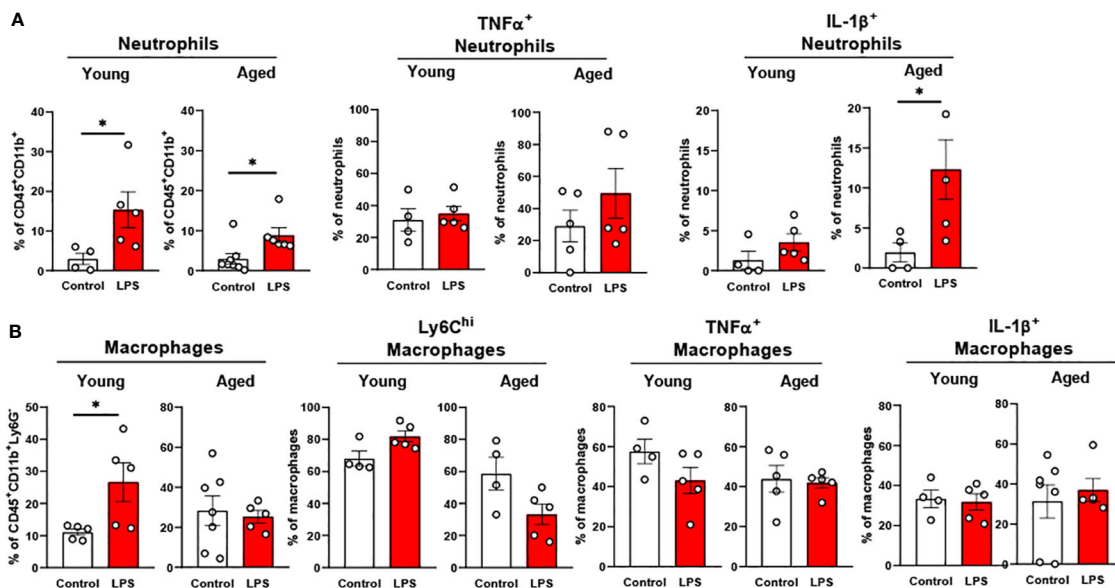 A
Neutrophils
Young
Aged
% of CD45⁺CD11b⁺
40
30
20
10
0
*
Control
LPS
% of CD45⁺CD11b⁺
40
30
20
10
0
*
Control
LPS
TNFα⁺
Neutrophils
Young
Aged
% of neutrophils
100
80
60
40
20
0
Control
LPS
% of neutrophils
100
80
60
40
20
0
Control
LPS
IL-1β⁺
Neutrophils
Young
Aged
% of neutrophils
20
15
10
5
0
Control
LPS
% of neutrophils
20
15
10
5
0
*
Control
LPS
B
Macrophages
Young
Aged
% of CD45⁺CD11b⁺Ly6G⁻
50
40
30
20
10
0
*
Control
LPS
80
60
40
20
0
Control
LPS
Ly6Cʰⁱ
Macrophages
Young
Aged
% of macrophages
100
80
60
40
20
0
Control
LPS
100
80
60
40
20
0
Control
LPS
TNFα⁺
Macrophages
Young
Aged
% of macrophages
80
60
40
20
0
Control
LPS
80
60
40
20
0
Control
LPS
IL-1β⁺
Macrophages
Young
Aged
% of macrophages
80
60
40
20
0
Control
LPS
80
60
40
20
0
Control
LPS